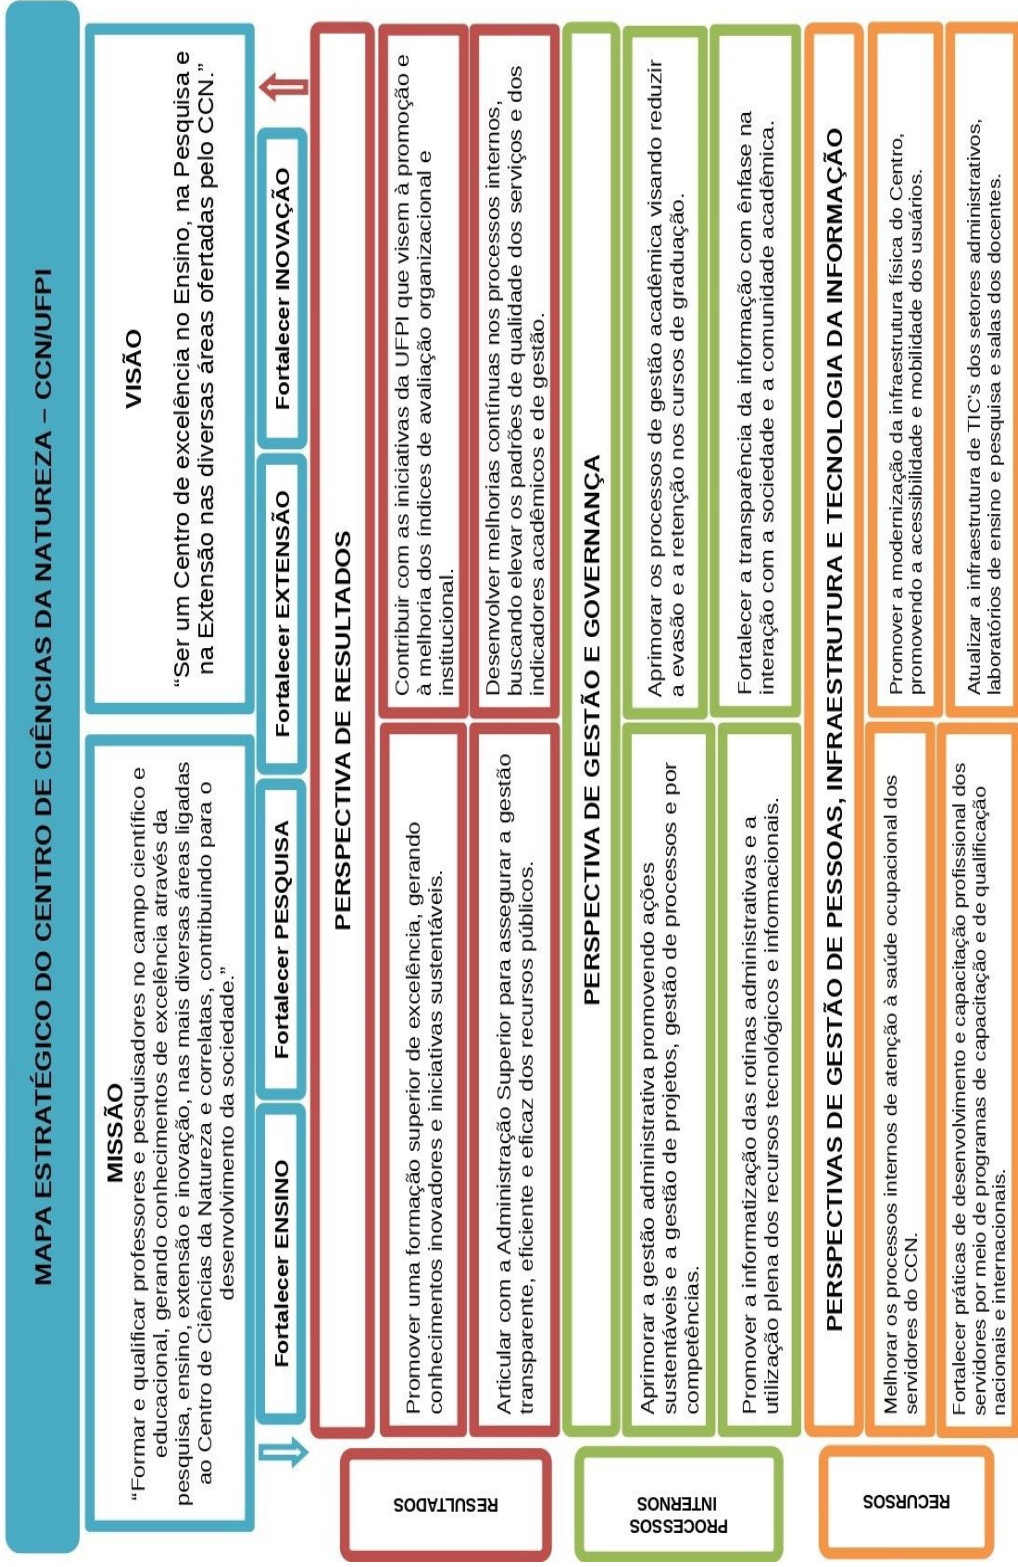 MAPA ESTRATÉGICO DO CENTRO DE CIÊNCIAS DA NATUREZA – CCN/UFPI
MISSÃO
“Formar e qualificar professores e pesquisadores no campo científico e
educacional, gerando conhecimentos de excelência através da
pesquisa, ensino, extensão e inovação, nas mais diversas áreas ligadas
ao Centro de Ciências da Natureza e correlatas, contribuindo para o
desenvolvimento da sociedade.”
VISÃO
“Ser um Centro de excelência no Ensino, na Pesquisa e
na Extensão nas diversas áreas ofertadas pelo CCN.”
Fortalecer ENSINO
Fortalecer PESQUISA
Fortalecer EXTENSÃO
Fortalecer INOVAÇÃO
RESULTADOS
PERSPECTIVA DE RESULTADOS
Promover uma formação superior de excelência, gerando
conhecimentos inovadores e iniciativas sustentáveis.
Contribuir com as iniciativas da UFPI que visem à promoção e
à melhoria dos índices de avaliação organizacional e
institucional.
Articular com a Administração Superior para assegurar a gestão
transparente, eficiente e eficaz dos recursos públicos.
Desenvolver melhorias contínuas nos processos internos,
buscando elevar os padrões de qualidade dos serviços e dos
indicadores acadêmicos e de gestão.
PROCESSOS
INTERNOS
PERSPECTIVA DE GESTÃO E GOVERNANÇA
Aprimorar a gestão administrativa promovendo ações
sustentáveis e a gestão de projetos, gestão de processos e por
competências.
Aprimorar os processos de gestão acadêmica visando reduzir
a evasão e a retenção nos cursos de graduação.
Promover a informatização das rotinas administrativas e a
utilização plena dos recursos tecnológicos e informacionais.
Fortalecer a transparência da informação com ênfase na
interação com a sociedade e a comunidade acadêmica.
RECURSOS
PERSPECTIVAS DE GESTÃO DE PESSOAS, INFRAESTRUTURA E TECNOLOGIA DA INFORMAÇÃO
Melhorar os processos internos de atenção à saúde ocupacional dos
servidores do CCN.
Promover a modernização da infraestrutura física do Centro,
promovendo a acessibilidade e mobilidade dos usuários.
Fortalecer práticas de desenvolvimento e capacitação profissional dos
servidores por meio de programas de capacitação e de qualificação
nacionais e internacionais.
Atualizar a infraestrutura de TIC's dos setores administrativos,
laboratórios de ensino e pesquisa e salas dos docentes.